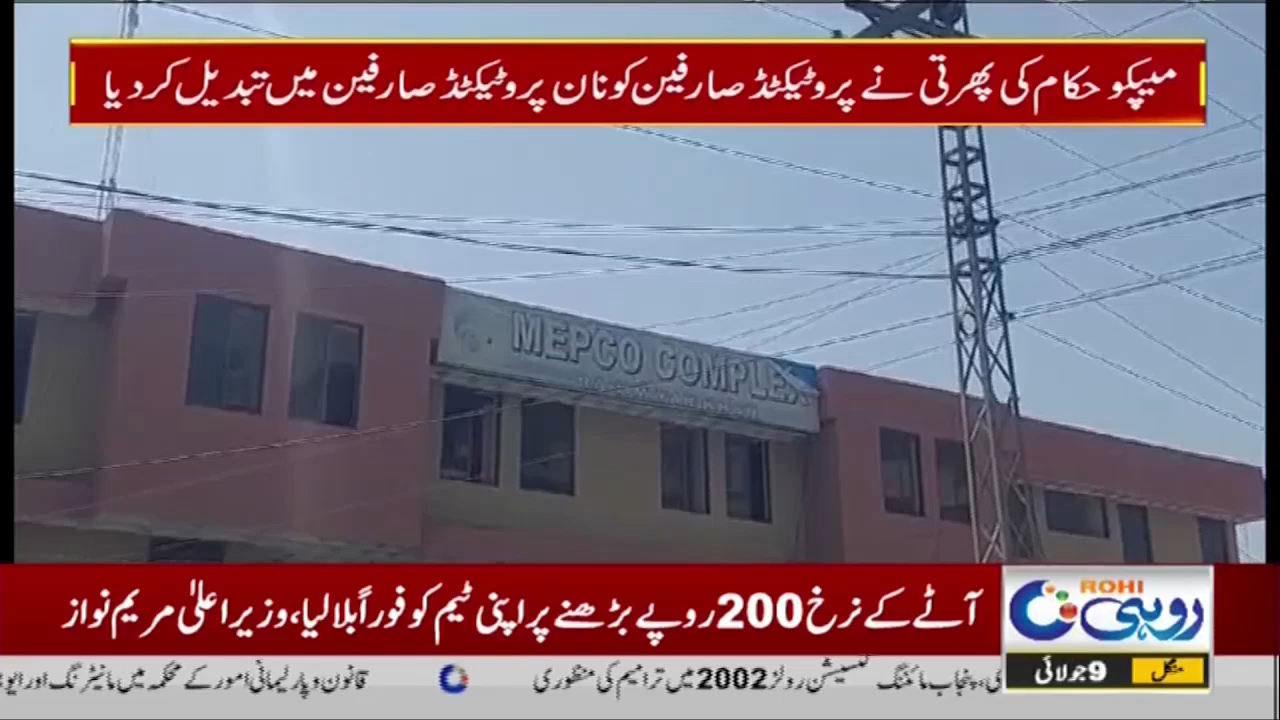 میپکو حکام کی پھرتی نے پروٹیکٹڈ صارفین کو نان پروٹیکٹڈ صارفین میں تبدیل کر دیا
MEPCO COMPLEX
آٹے کے نرخ 200 روپے بڑھنے پر اپنی ٹیم کو فوراً بلا لیا، وزیر اعلیٰ مریم نواز
ROHI
روہی
منگل
9 جولائی
پنجاب مائننگ کنسیشن رولز 2002 میں ترامیم کی منظوری
قانون و پارلیمانی امور کے محکمہ میں مانیٹرنگ اور